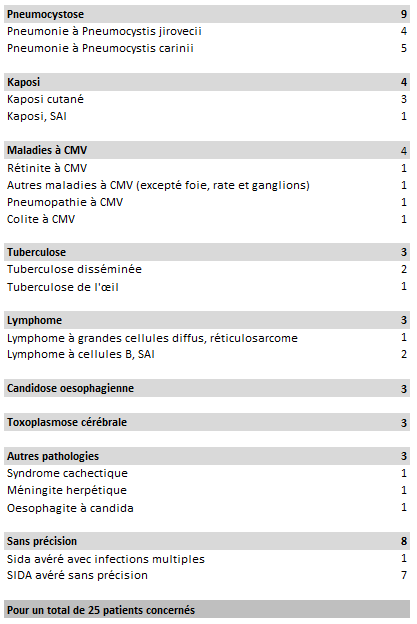 Pneumocystose 9
Pneumonie à Pneumocystis jirovecii 4
Pneumonie à Pneumocystis carinii 5
Kaposi 4
Kaposi cutané 3
Kaposi, SAI 1
Maladies à CMV 4
Rétinite à CMV 1
Autres maladies à CMV (excepté foie, rate et ganglions) 1
Pneumopathie à CMV 1
Colite à CMV 1
Tuberculose 3
Tuberculose disséminée 2
Tuberculose de l'œil 1
Lymphome 3
Lymphome à grandes cellules diffus, réticulosarcome 1
Lymphome à cellules B, SAI 2
Candidose oesophagienne 3
Toxoplasmose cérébrale 3
Autres pathologies 3
Syndrome cachectique 1
Méningite herpétique 1
Oesophagite à candida 1
Sans précision 8
Sida avéré avec infections multiples 1
SIDA avéré sans précision 7
Pour un total de 25 patients concernés